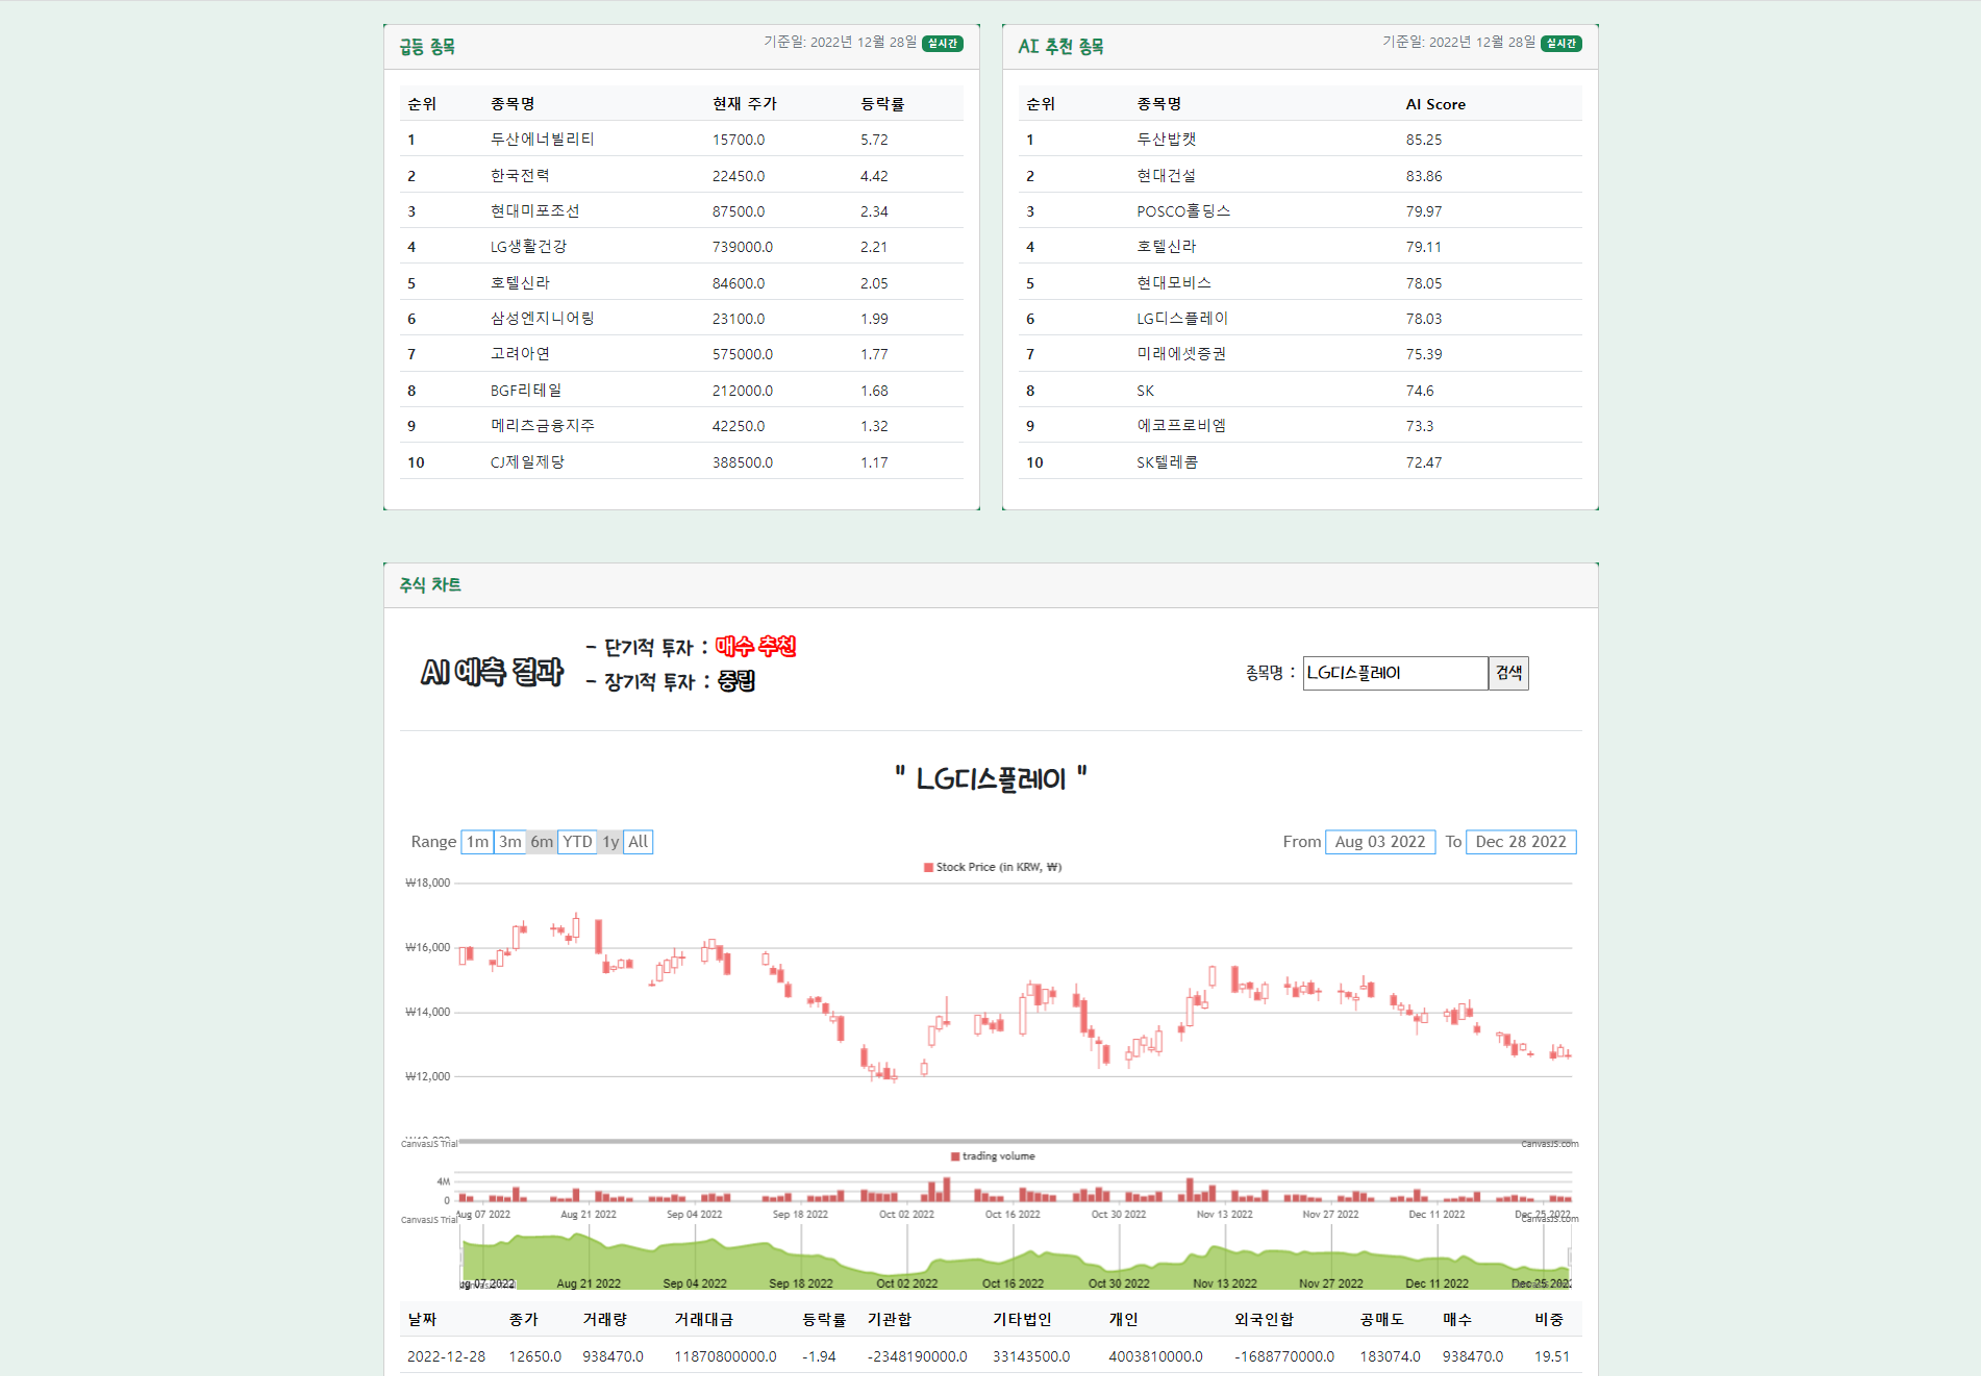 급등 종목 기준일: 2022년 12월 28일 실시간
순위 종목명 현재 주가 등락률
1 두산에너빌리티 15700.0 5.72
2 한국전력 22450.0 4.42
3 현대미포조선 87500.0 2.34
4 LG생활건강 739000.0 2.21
5 호텔신라 84600.0 2.05
6 삼성엔지니어링 23100.0 1.99
7 고려아연 575000.0 1.77
8 BGF리테일 212000.0 1.68
9 메리츠금융지주 42250.0 1.32
10 CJ제일제당 388500.0 1.17
AI 추천 종목 기준일: 2022년 12월 28일 실시간
순위 종목명 AI Score
1 두산밥캣 85.25
2 현대건설 83.86
3 POSCO홀딩스 79.97
4 호텔신라 79.11
5 현대모비스 78.05
6 LG디스플레이 78.03
7 미래에셋증권 75.39
8 SK 74.6
9 에코프로비엠 73.3
10 SK텔레콤 72.47
주식 차트
AI 예측 결과
- 단기적 투자 : 매수 추천
- 장기적 투자 : 중립
종목명 : LG디스플레이 검색
" LG디스플레이 "
Range 1m 3m 6m YTD 1y All From Aug 03 2022 To Dec 28 2022
Stock Price (in KRW, ₩)
₩18,000
₩16,000
₩14,000
₩12,000
CanvasJS Trial CanvasJS.com
trading volume
4M
0
Aug 07 2022 Aug 21 2022 Sep 04 2022 Sep 18 2022 Oct 02 2022 Oct 16 2022 Oct 30 2022 Nov 13 2022 Nov 27 2022 Dec 11 2022 Dec 25 2022
CanvasJS Trial CanvasJS.com
ug 07 2022 Aug 21 2022 Sep 04 2022 Sep 18 2022 Oct 02 2022 Oct 16 2022 Oct 30 2022 Nov 13 2022 Nov 27 2022 Dec 11 2022 Dec 25 2022
날짜 종가 거래량 거래대금 등락률 기관합 기타법인 개인 외국인합 공매도 매수 비중
2022-12-28 12650.0 938470.0 11870800000.0 -1.94 -2348190000.0 33143500.0 4003810000.0 -1688770000.0 183074.0 938470.0 19.51